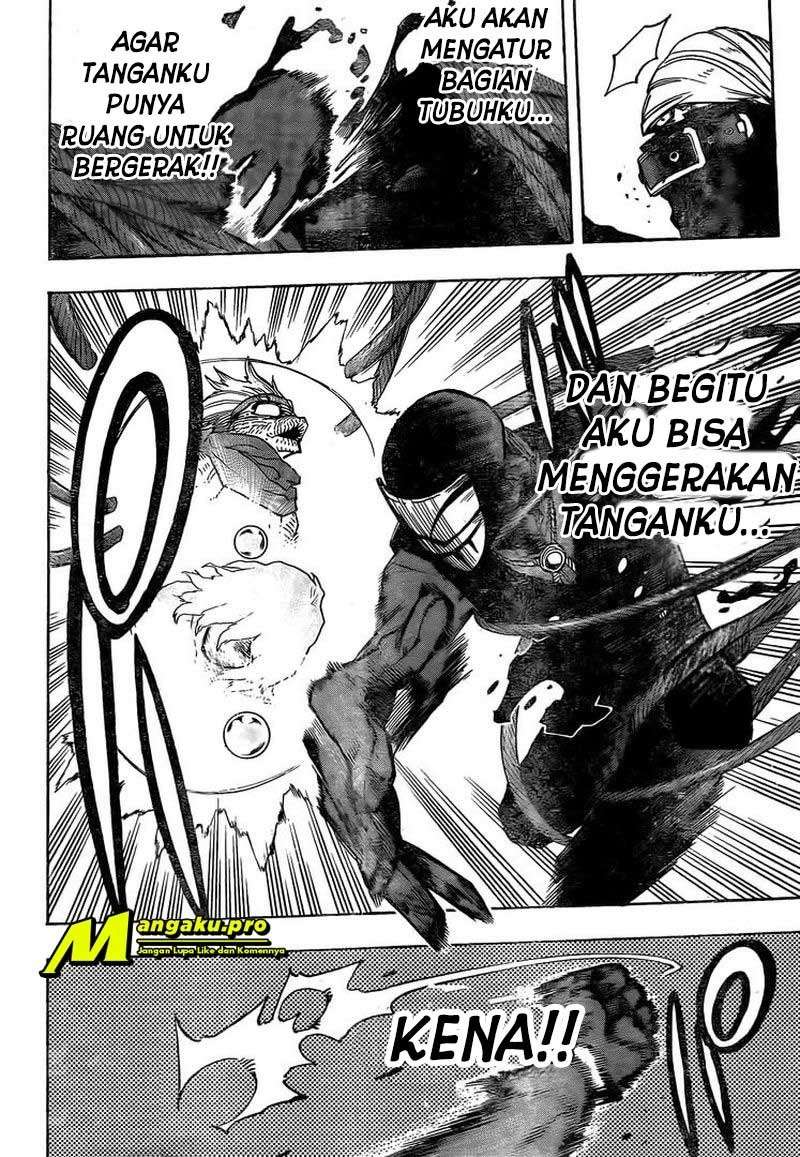 AKU AKAN
MENGATUR
BAGIAN
TUBUHKU...
AGAR
TANGANKU
PUNYA
RUANG UNTUK
BERGERAK!!
DAN BEGITU
AKU BISA
MENGGERAKAN
TANGANKU...
Mangaku.pro
Jangan Lupa Like dan Komennya
KENA!!